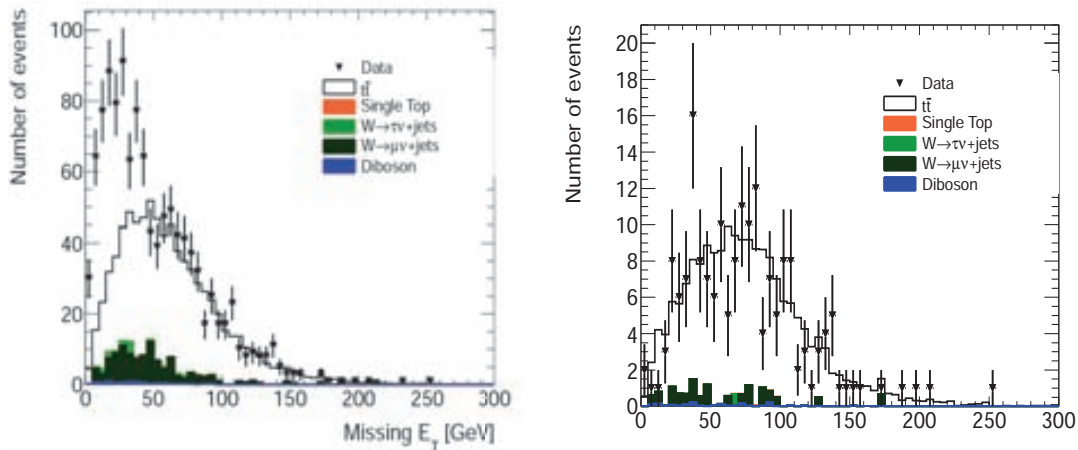 Number of events
100
80
60
40
20
0
0 50 100 150 200 250 300
Missing E_T [GeV]
Data
tt̄
Single Top
W→τν+jets
W→μν+jets
Diboson
Number of events
20
18
16
14
12
10
8
6
4
2
0
0 50 100 150 200 250 300
Data
tt̄
Single Top
W→τν+jets
W→μν+jets
Diboson